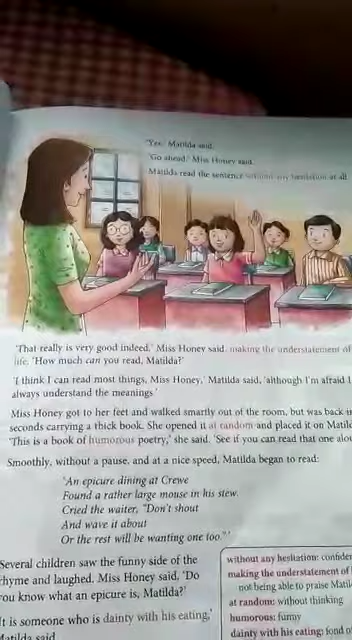 'Yes,' Matilda said.
'Go ahead,' Miss Honey said.
Matilda read the sentence without any hesitation at all.
'That really is very good indeed,' Miss Honey said, making the understatement of
life. 'How much can you read, Matilda?'
'I think I can read most things, Miss Honey,' Matilda said, 'although I'm afraid I
always understand the meanings.'
Miss Honey got to her feet and walked smartly out of the room, but was back in
seconds carrying a thick book. She opened it at random and placed it on
'This is a book of humorous poetry,' she said. 'See if you can read that one
Smoothly, without a pause, and at a nice speed, Matilda began to read:
'An epicure dining at Crewe
Found a rather large mouse in his stew.
Cried the waiter, "Don't shout
And wave it about
Or the rest will be wanting one too."'
Several children saw the funny side of the
rhyme and laughed. Miss Honey said, 'Do
you know what an epicure is, Matilda?'
It is someone who is dainty with his eating,'
Matilda said.
without any hesitation:
making the understatement of
not being able to praise
at random: without thinking
humorous: funny
dainty with his eating: fond of